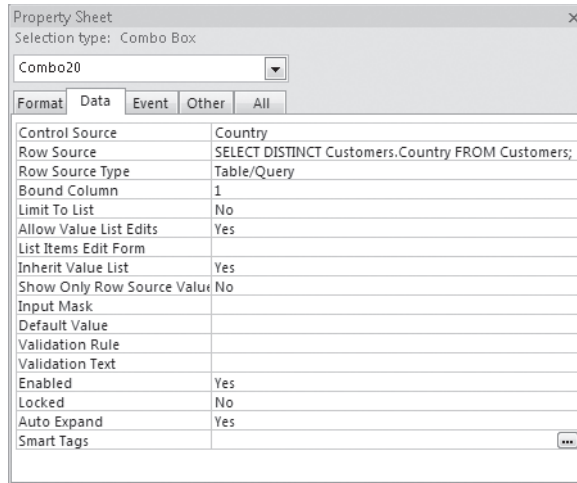 Property Sheet
Selection type: Combo Box
Combo20
Format Data Event Other All
Control Source Country
Row Source SELECT DISTINCT Customers.Country FROM Customers;
Row Source Type Table/Query
Bound Column 1
Limit To List No
Allow Value List Edits Yes
List Items Edit Form
Inherit Value List Yes
Show Only Row Source Value No
Input Mask
Default Value
Validation Rule
Validation Text
Enabled Yes
Locked No
Auto Expand Yes
Smart Tags